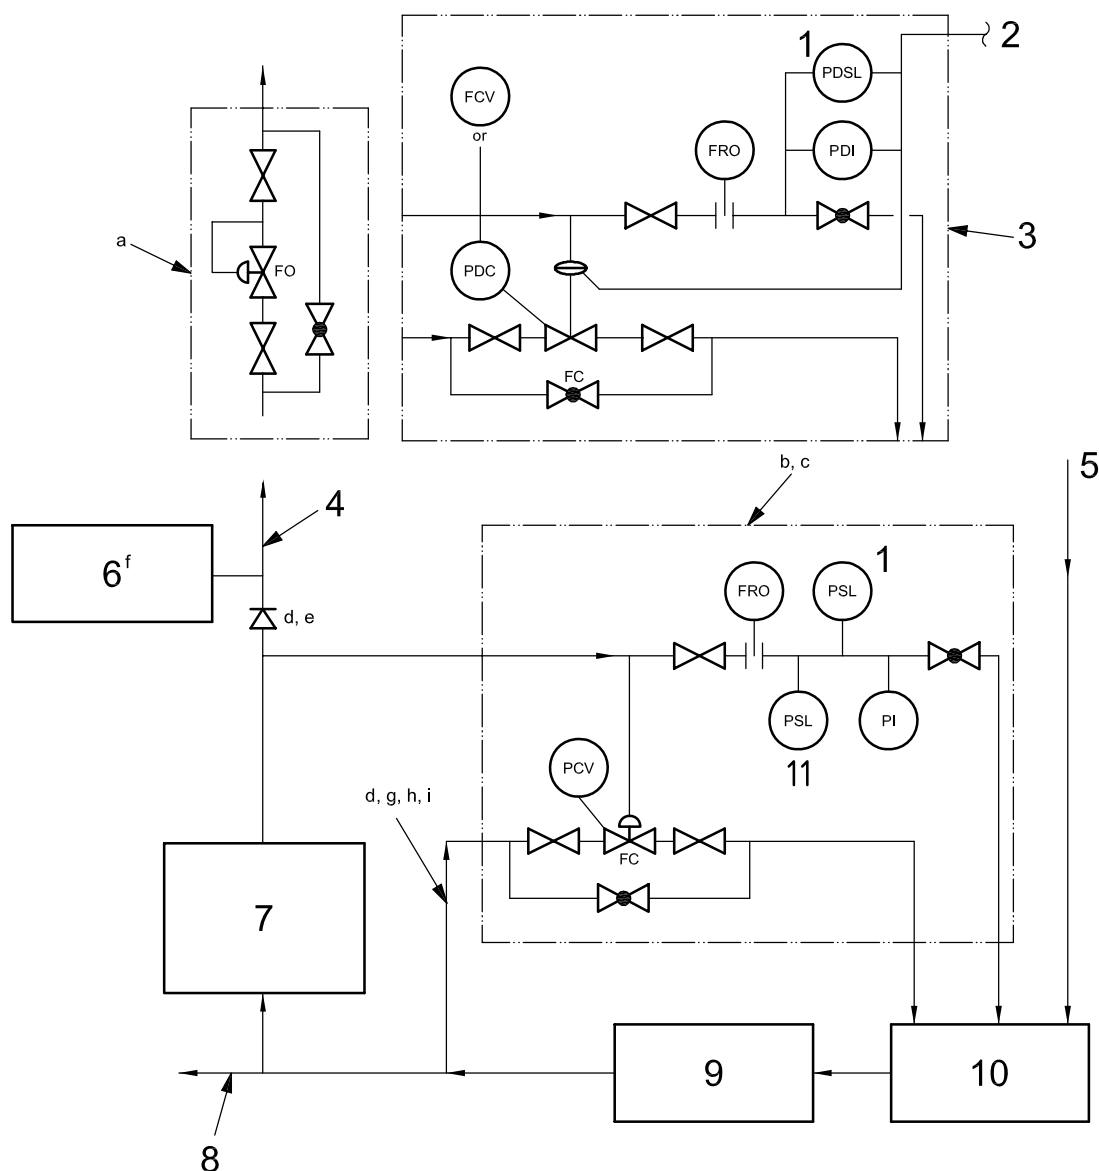 1
2
PDSL
FCV
or
FRO
PDI
a
3
FO
PDC
FC
b, c
5
4
6f
1
FRO
PSL
d, e
PSL
PI
11
PCV
d, g, h, i
FC
7
9
10
8